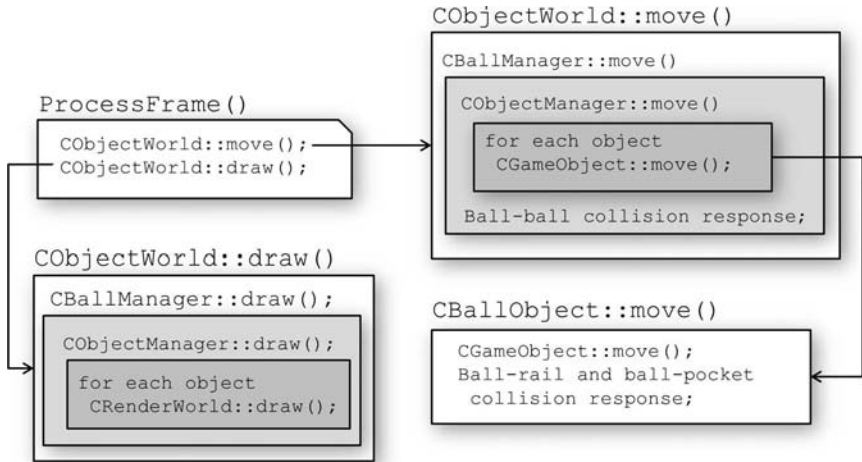 ProcessFrame()
CObjectWorld::move();
CObjectWorld::draw();
CObjectWorld::move()
CBallManager::move()
CObjectManager::move()
for each object
CGameObject::move();
Ball-ball collision response;
CObjectWorld::draw()
CBallManager::draw();
CObjectManager::draw();
for each object
CRenderWorld::draw();
CBallObject::move()
CGameObject::move();
Ball-rail and ball-pocket
collision response;